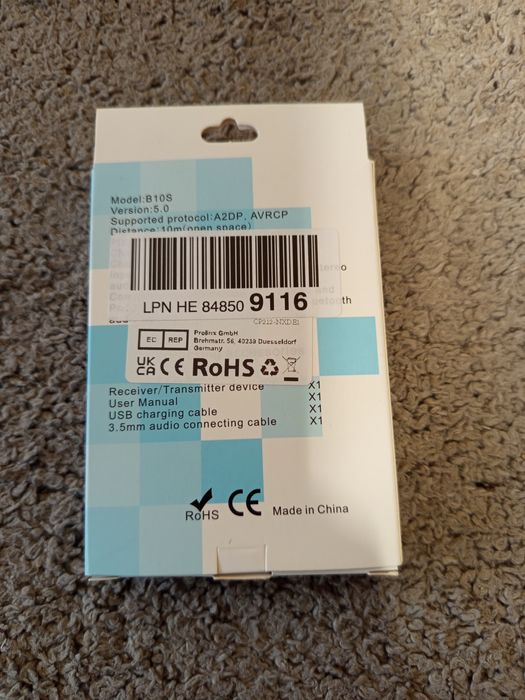 Model:B10S
Version:5.0
Supported protocol:A2DP, AVRCP
Distance:10m(open space)
LPN HE 84850 9116
CP212-NXDE1
EC REP
Prolinx GmbH
Brehmstr. 56, 40239 Duesseldorf
Germany
UK CA CE RoHS
Receiver/Transmitter device X1
User Manual X1
USB charging cable X1
3.5mm audio connecting cable X1
RoHS CE Made in China